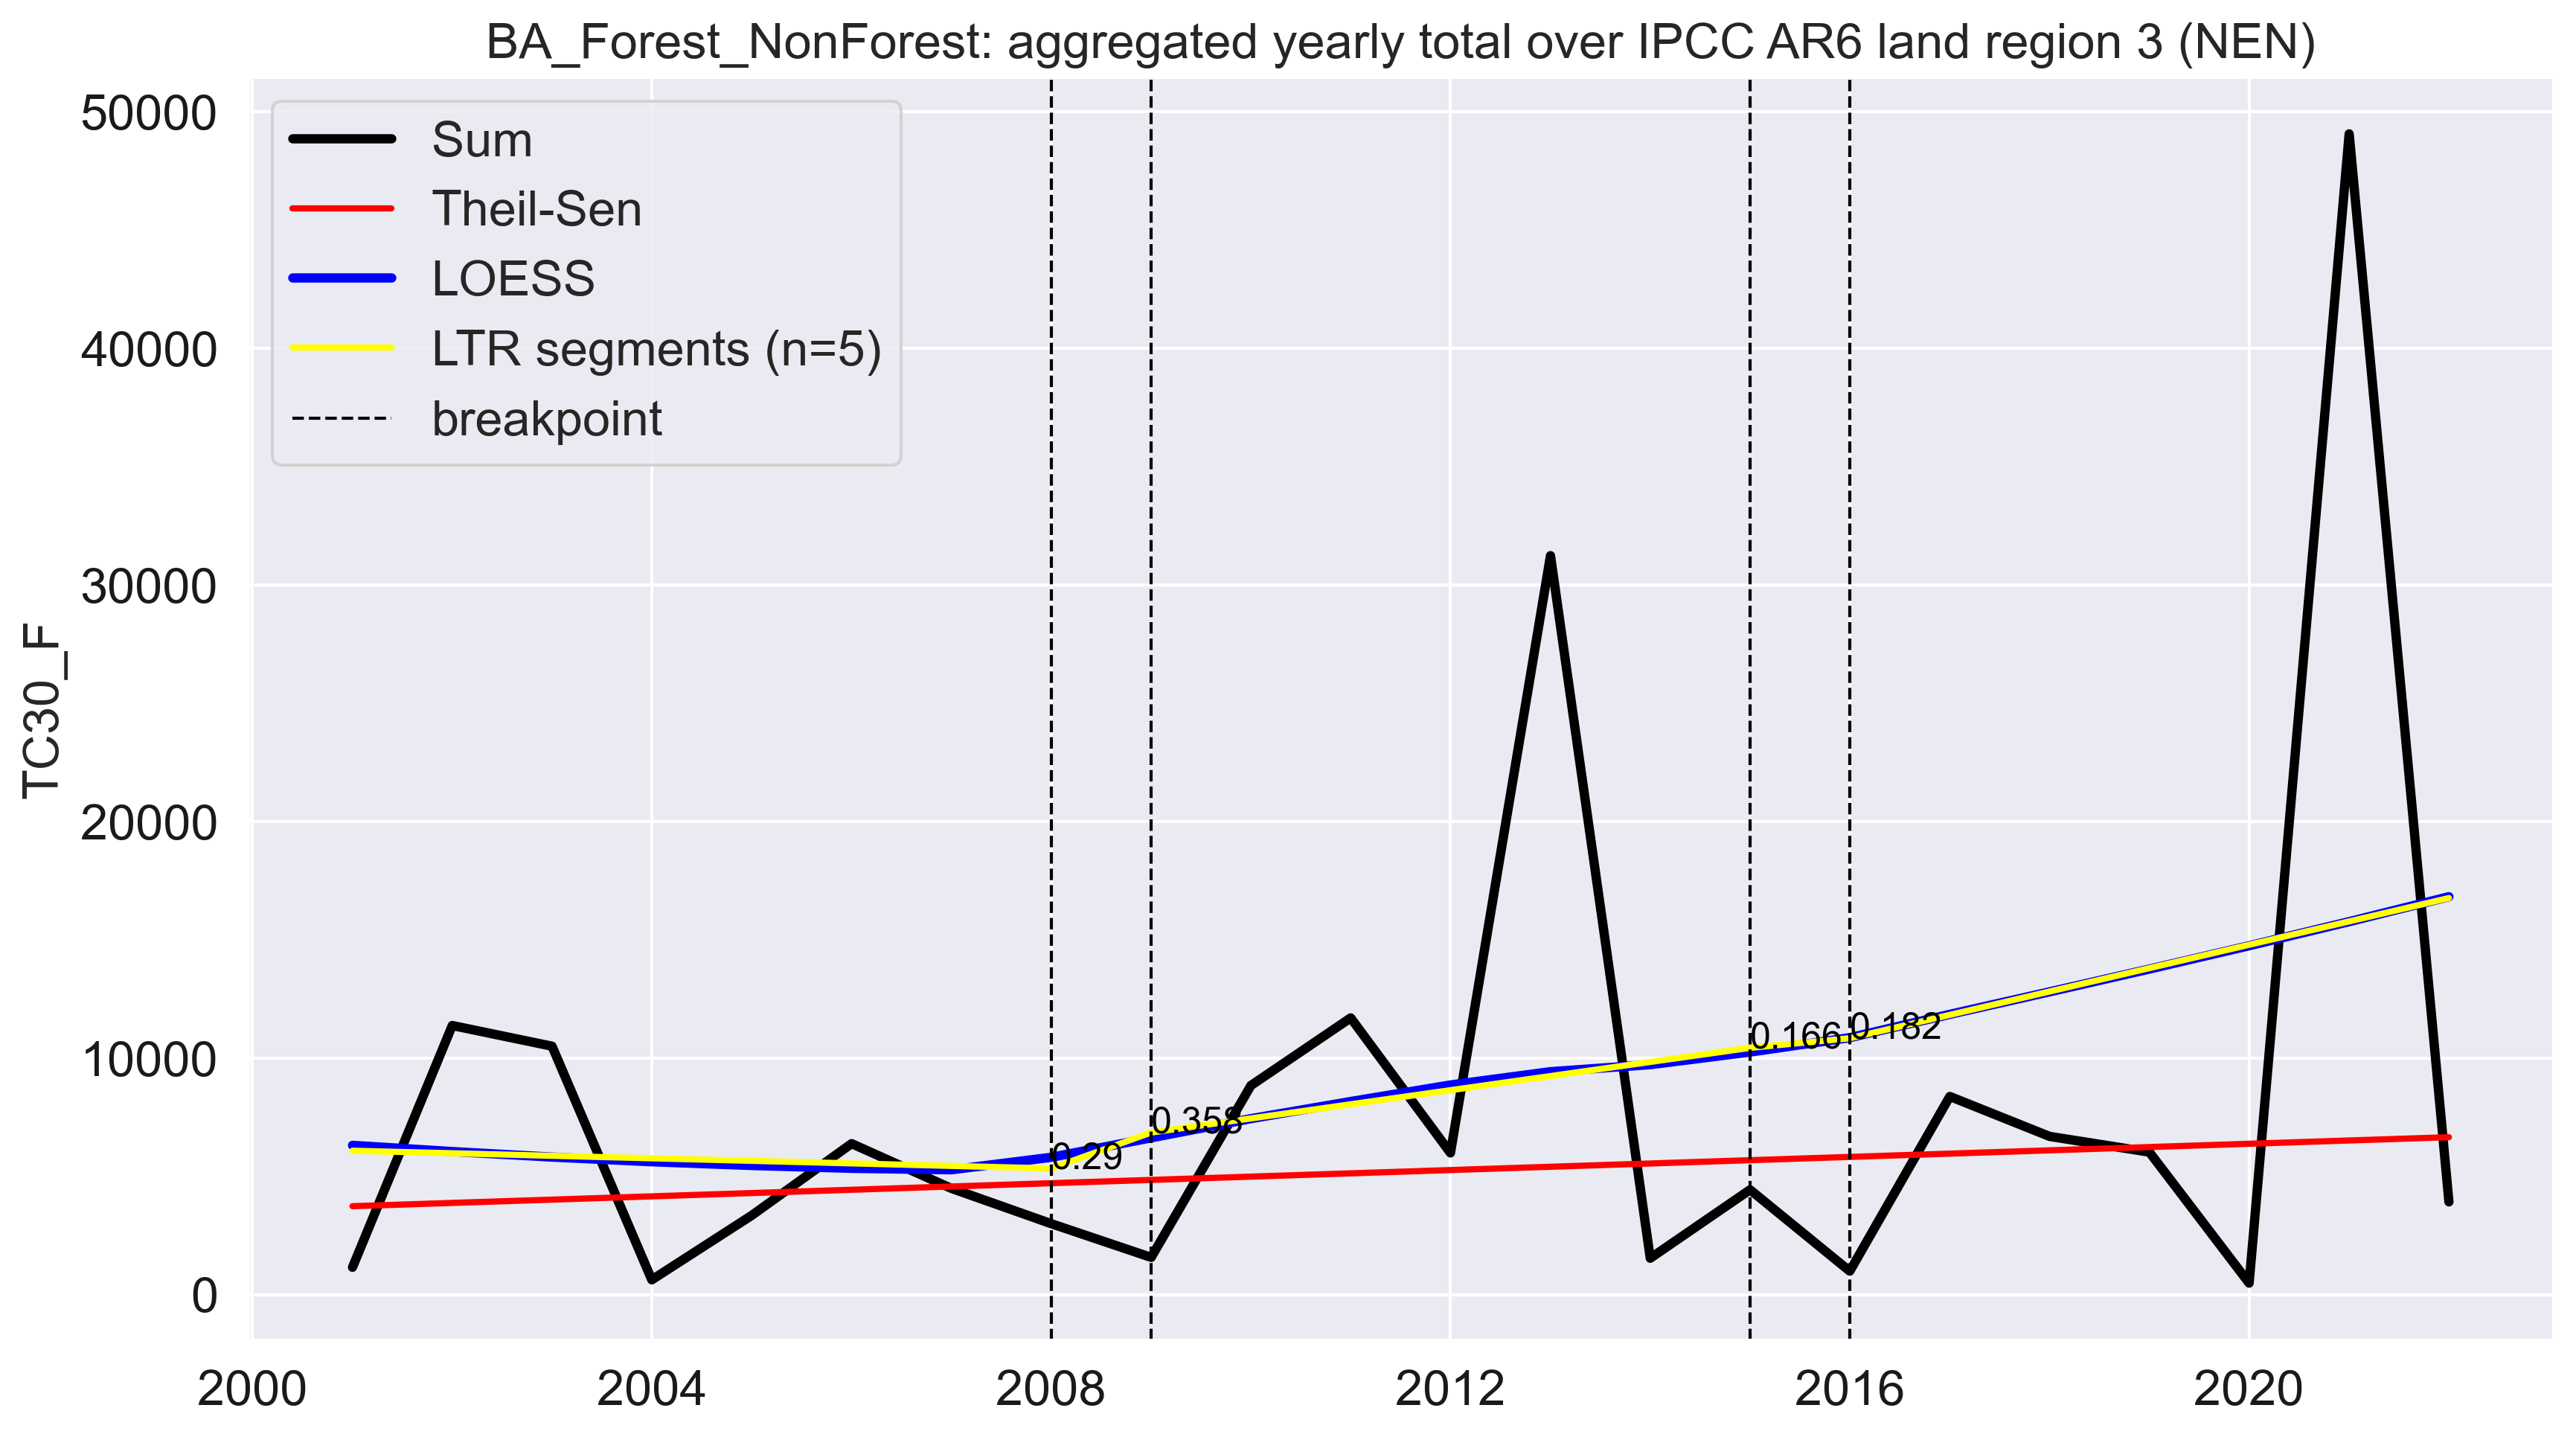 BA_Forest_NonForest: aggregated yearly total over IPCC AR6 land region 3 (NEN)
50000
40000
30000
20000
10000
0
TC30_F
Sum
Theil-Sen
LOESS
LTR segments (n=5)
breakpoint
0.29
0.358
0.166
0.182
2000
2004
2008
2012
2016
2020